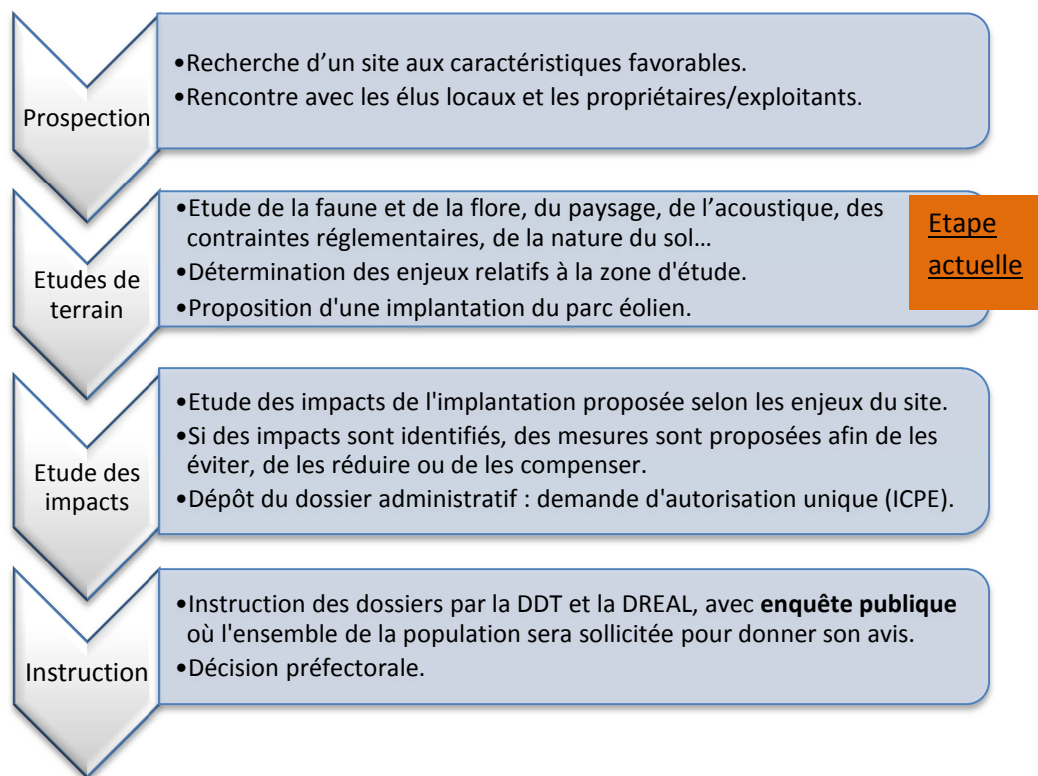 Prospection
•Recherche d’un site aux caractéristiques favorables.
•Rencontre avec les élus locaux et les propriétaires/exploitants.
Etudes de
terrain
•Etude de la faune et de la flore, du paysage, de l’acoustique, des
contraintes réglementaires, de la nature du sol…
•Détermination des enjeux relatifs à la zone d'étude.
•Proposition d'une implantation du parc éolien.
Etape
actuelle
Etude des
impacts
•Etude des impacts de l'implantation proposée selon les enjeux du site.
•Si des impacts sont identifiés, des mesures sont proposées afin de les
éviter, de les réduire ou de les compenser.
•Dépôt du dossier administratif : demande d'autorisation unique (ICPE).
Instruction
•Instruction des dossiers par la DDT et la DREAL, avec enquête publique
où l'ensemble de la population sera sollicitée pour donner son avis.
•Décision préfectorale.